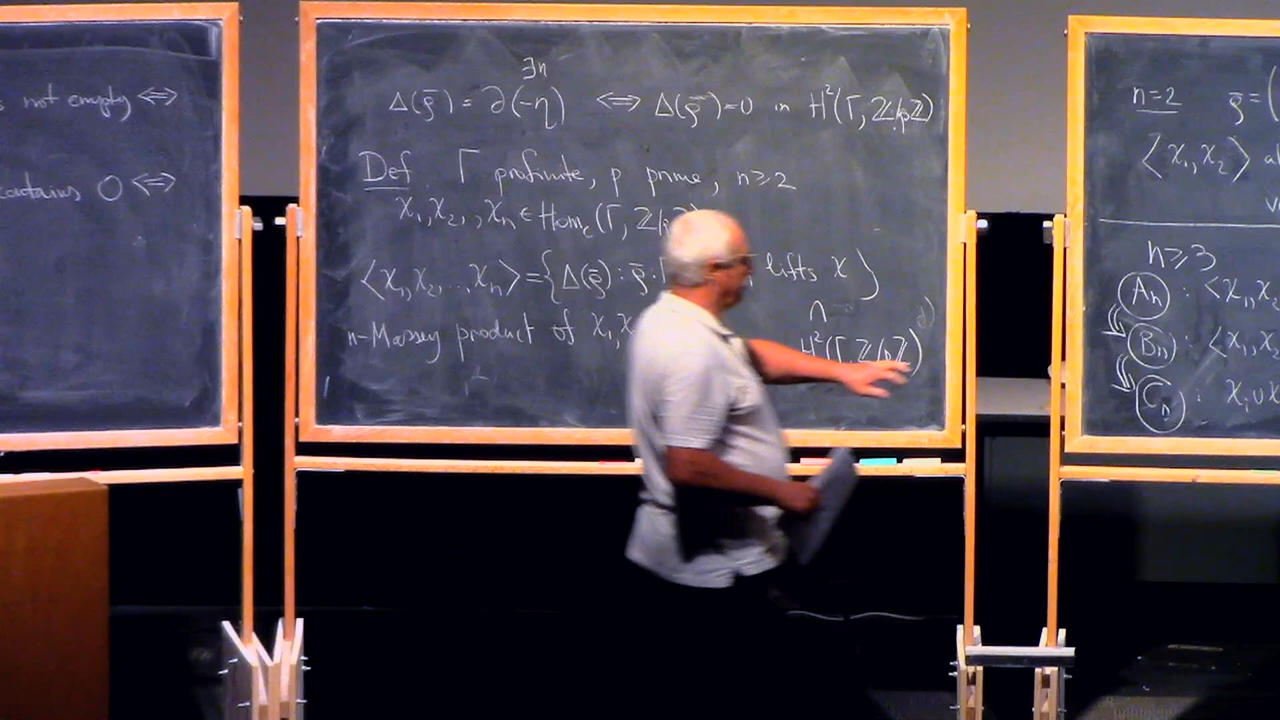 s not empty ⟺
contains 0 ⟺
∃η
Δ(ρ̄) = ∂(-η) ⟺ Δ(ρ̄)=0 in H²(Γ, ℤ/pℤ)
Def. Γ profinite, p prime, n≥2
χ₁, χ₂, , χₙ ∈ Hom_c(Γ, ℤ/p
⟨χ₁, χ₂, ..., χₙ⟩ = {Δ(ρ̄) : ρ̄ : lifts χ}
∩
n-Massey product of χ₁, χ H²(Γ, ℤ/pℤ)
n=2 ρ̄ = (
⟨χ₁, χ₂⟩
n≥3
Aₙ : ⟨χ₁, χ₂
⇓
Bₙ : ⟨χ₁, χ₂
⇓
Cₙ : χᵢ ∪ χ